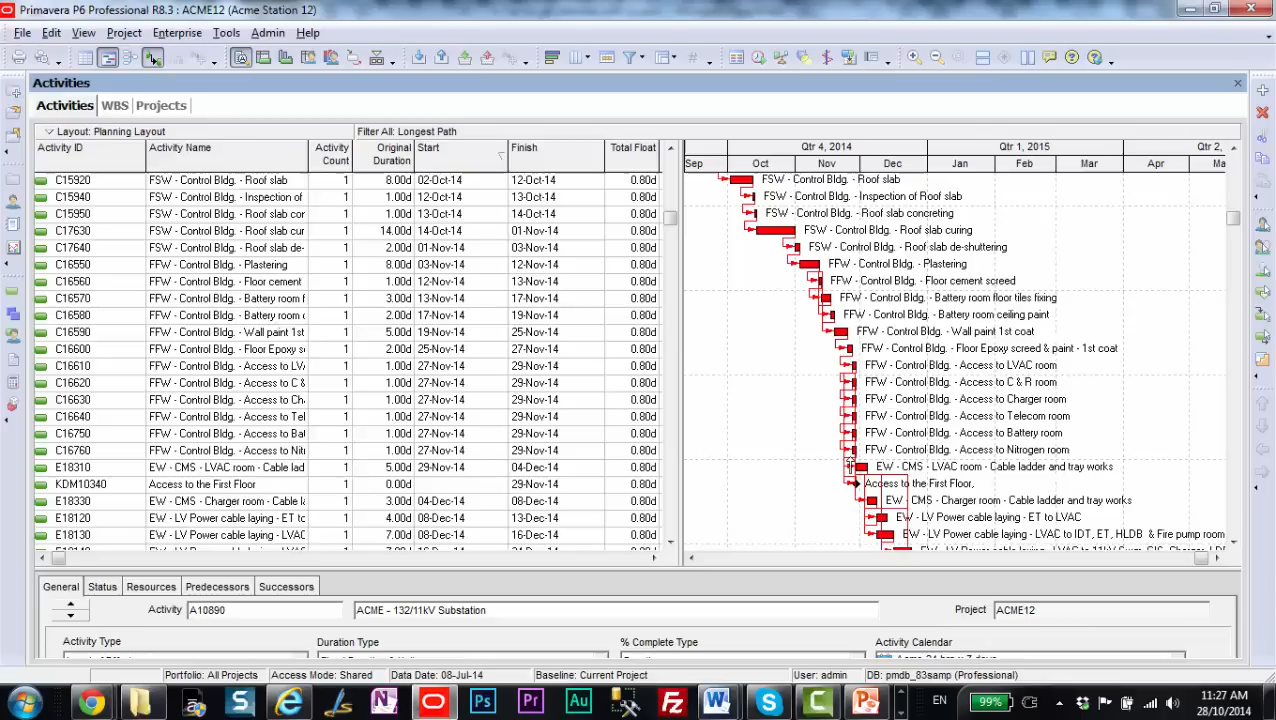 Primavera P6 Professional R8.3 : ACME12 (Acme Station 12)
File Edit View Project Enterprise Tools Admin Help
Activities
Activities WBS Projects
Layout: Planning Layout Filter All: Longest Path
Activity ID Activity Name Activity Count Original Duration Start Finish Total Float
Qtr 4, 2014 Qtr 1, 2015 Qtr 2,
Sep Oct Nov Dec Jan Feb Mar Apr Ma
C15920 FSW - Control Bldg. - Roof slab 1 8.00d 02-Oct-14 12-Oct-14 0.80d FSW - Control Bldg. - Roof slab
C15940 FSW - Control Bldg. - Inspection of 1 1.00d 12-Oct-14 13-Oct-14 0.80d FSW - Control Bldg. - Inspection of Roof slab
C15950 FSW - Control Bldg. - Roof slab con 1 1.00d 13-Oct-14 14-Oct-14 0.80d FSW - Control Bldg. - Roof slab concreting
C17630 FSW - Control Bldg. - Roof slab cur 1 14.00d 14-Oct-14 01-Nov-14 0.80d FSW - Control Bldg. - Roof slab curing
C17640 FSW - Control Bldg. - Roof slab de- 1 2.00d 01-Nov-14 03-Nov-14 0.80d FSW - Control Bldg. - Roof slab de-shuttering
C16550 FFW - Control Bldg. - Plastering 1 8.00d 03-Nov-14 12-Nov-14 0.80d FFW - Control Bldg. - Plastering
C16560 FFW - Control Bldg. - Floor cement 1 1.00d 12-Nov-14 13-Nov-14 0.80d FFW - Control Bldg. - Floor cement screed
C16570 FFW - Control Bldg. - Battery room f 1 3.00d 13-Nov-14 17-Nov-14 0.80d FFW - Control Bldg. - Battery room floor tiles fixing
C16580 FFW - Control Bldg. - Battery room c 1 2.00d 17-Nov-14 19-Nov-14 0.80d FFW - Control Bldg. - Battery room ceiling paint
C16590 FFW - Control Bldg. - Wall paint 1st 1 5.00d 19-Nov-14 25-Nov-14 0.80d FFW - Control Bldg. - Wall paint 1st coat
C16600 FFW - Control Bldg. - Floor Epoxy s 1 2.00d 25-Nov-14 27-Nov-14 0.80d FFW - Control Bldg. - Floor Epoxy screed & paint - 1st coat
C16610 FFW - Control Bldg. - Access to LV 1 1.00d 27-Nov-14 29-Nov-14 0.80d FFW - Control Bldg. - Access to LVAC room
C16620 FFW - Control Bldg. - Access to C & 1 1.00d 27-Nov-14 29-Nov-14 0.80d FFW - Control Bldg. - Access to C & R room
C16630 FFW - Control Bldg. - Access to Ch 1 1.00d 27-Nov-14 29-Nov-14 0.80d FFW - Control Bldg. - Access to Charger room
C16640 FFW - Control Bldg. - Access to Tel 1 1.00d 27-Nov-14 29-Nov-14 0.80d FFW - Control Bldg. - Access to Telecom room
C16750 FFW - Control Bldg. - Access to Bat 1 1.00d 27-Nov-14 29-Nov-14 0.80d FFW - Control Bldg. - Access to Battery room
C16760 FFW - Control Bldg. - Access to Nit 1 1.00d 27-Nov-14 29-Nov-14 0.80d FFW - Control Bldg. - Access to Nitrogen room
E18310 EW - CMS - LVAC room - Cable lad 1 5.00d 29-Nov-14 04-Dec-14 0.80d EW - CMS - LVAC room - Cable ladder and tray works
KDM10340 Access to the First Floor 1 0.00d 29-Nov-14 0.80d Access to the First Floor,
E18330 EW - CMS - Charger room - Cable l 1 3.00d 04-Dec-14 08-Dec-14 0.80d EW - CMS - Charger room - Cable ladder and tray works
E18120 EW - LV Power cable laying - ET to 1 4.00d 08-Dec-14 13-Dec-14 0.80d EW - LV Power cable laying - ET to LVAC
E18130 EW - LV Power cable laying - LVAC 1 7.00d 08-Dec-14 16-Dec-14 0.80d EW - LV Power cable laying - LVAC to IDT, ET, HLDB & Fire pump room
General Status Resources Predecessors Successors
Activity A10890 ACME - 132/11kV Substation Project ACME12
Activity Type Duration Type % Complete Type Activity Calendar
Portfolio: All Projects Access Mode: Shared Data Date: 08-Jul-14 Baseline: Current Project User: admin DB: pmdb_83samp (Professional)
S N Ps Pr Au Fz W S C P EN 99% 11:27 AM
28/10/2014